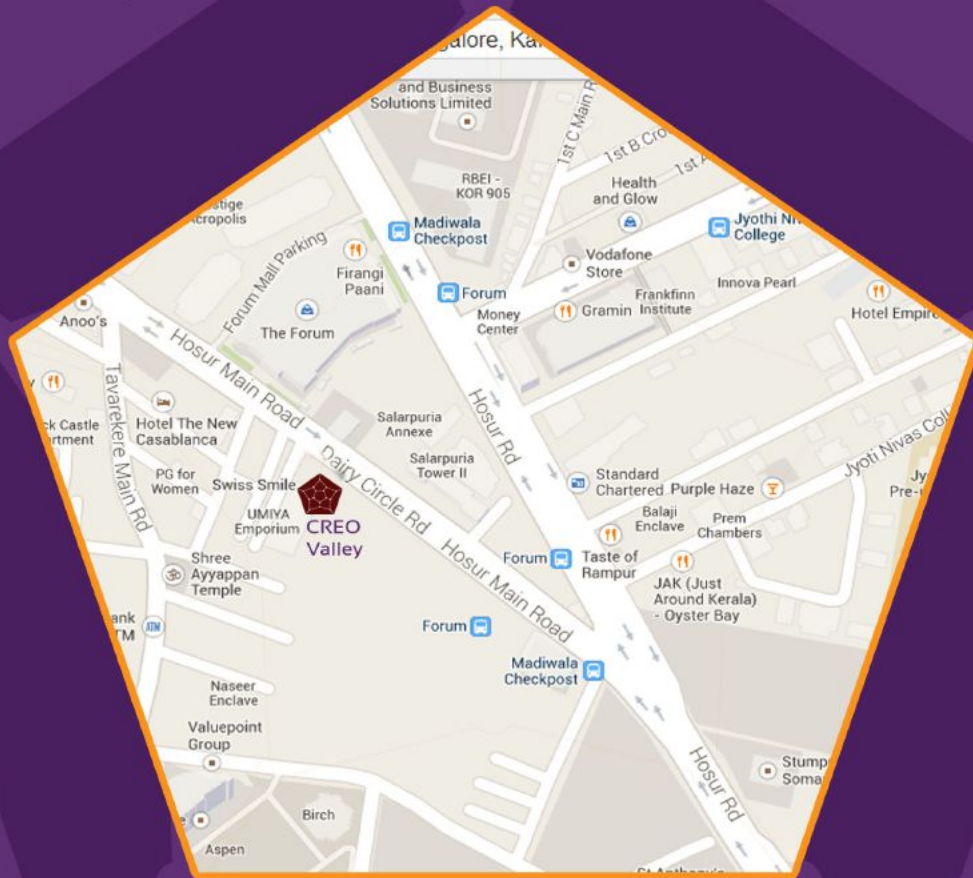 and Business
Solutions Limited
1st C Main R
1st B Cro
RBEI -
KOR 905
Health
and Glow
Acropolis
Madiwala
Checkpost
Jyothi Ni
College
Forum Mall Parking
Firangi
Paani
Vodafone
Store
Forum
Innova Pearl
Anoo's
The Forum
Money
Center
Gramin
Frankfinn
Institute
Hotel Empire
Hosur Main Road
Tavarekere Main Rd
Hotel The New
Casablanca
Salarpuria
Annexe
Hosur Rd
Castle
Salarpuria
Tower II
Dairy Circle Rd
Jyoti Nivas Coll
PG for
Women
Swiss Smile
Standard
Chartered
Purple Haze
UMIYA
Emporium
CREO
Valley
Balaji
Enclave
Prem
Chambers
Shree
Ayyappan
Temple
Hosur Main Road
Forum
Taste of
Rampur
JAK (Just
Around Kerala)
- Oyster Bay
ATM
Forum
Madiwala
Checkpost
Naseer
Enclave
Valuepoint
Group
Hosur Rd
Stump
Soma
Birch
Aspen